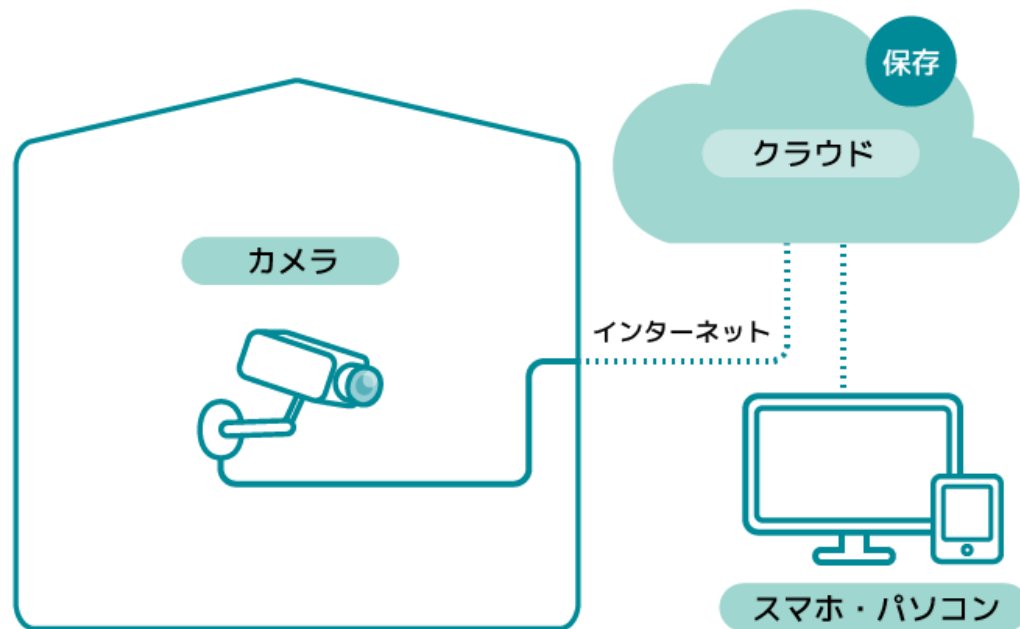 保存
クラウド
カメラ
インターネット
スマホ・パソコン